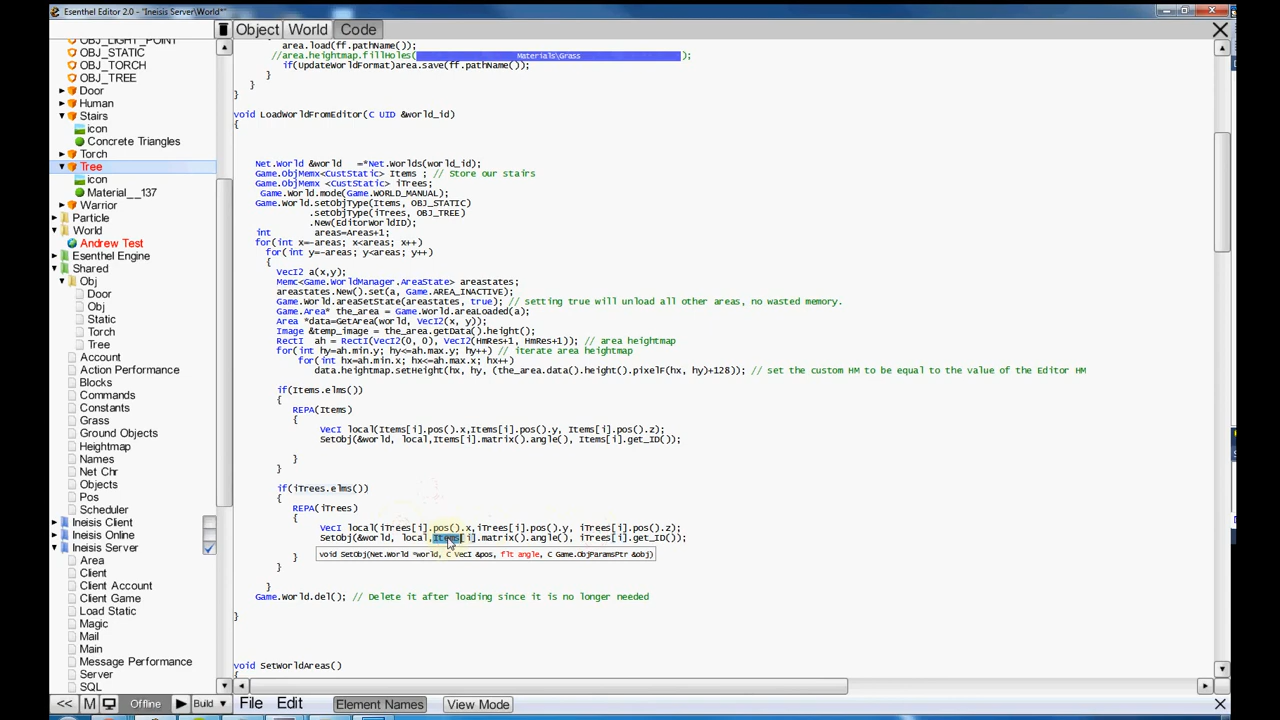 Esenthel Editor 2.0 - Ineisis Server\World*
Object World Code
OBJ_LIGHT_POINT
OBJ_STATIC
OBJ_TORCH
OBJ_TREE
Door
Human
Stairs
icon
Concrete Triangles
Torch
Tree
icon
Material__137
Warrior
Particle
World
Andrew Test
Esenthel Engine
Shared
Obj
Door
Obj
Static
Torch
Tree
Account
Action Performance
Blocks
Commands
Constants
Grass
Ground Objects
Heightmap
Names
Net Chr
Objects
Pos
Scheduler
Ineisis Client
Ineisis Online
Ineisis Server
Area
Client
Client Account
Client Game
Load Static
Magic
Mail
Main
Message Performance
Server
SQL
area.load(ff.pathName());
//area.heightmap.fillHoles( Materials\Grass );
if(UpdateWorldFormat)area.save(ff.pathName());
}
}
}
void LoadWorldFromEditor(C UID &world_id)
{
Net.World &world =*Net.Worlds(world_id);
Game.ObjMemx<CustStatic> Items ; // Store our stairs
Game.ObjMemx <CustStatic> iTrees;
Game.World.mode(Game.WORLD_MANUAL);
Game.World.setObjType(Items, OBJ_STATIC)
.setObjType(iTrees, OBJ_TREE)
.New(EditorWorldID);
int areas=Areas+1;
for(int x=-areas; x<areas; x++)
for(int y=-areas; y<areas; y++)
{
VecI2 a(x,y);
Memc<Game.WorldManager.AreaState> areastates;
areastates.New().set(a, Game.AREA_INACTIVE);
Game.World.areaSetState(areastates, true); // setting true will unload all other areas, no wasted memory.
Game.Area* the_area = Game.World.areaLoaded(a);
Area *data=GetArea(world, VecI2(x, y));
Image &temp_image = the_area.getData().height();
RectI ah = RectI(VecI2(0, 0), VecI2(HmRes+1, HmRes+1)); // area heightmap
for(int hy=ah.min.y; hy<=ah.max.y; hy++) // iterate area heightmap
for(int hx=ah.min.x; hx<=ah.max.x; hx++)
data.heightmap.setHeight(hx, hy, (the_area.data().height().pixelF(hx, hy)+128)); // set the custom HM to be equal to the value of the Editor HM
if(Items.elms())
{
REPA(Items)
{
VecI local(Items[i].pos().x,Items[i].pos().y, Items[i].pos().z);
SetObj(&world, local,Items[i].matrix().angle(), Items[i].get_ID());
}
}
if(iTrees.elms())
{
REPA(iTrees)
{
VecI local(iTrees[i].pos().x,iTrees[i].pos().y, iTrees[i].pos().z);
SetObj(&world, local,Items[i].matrix().angle(), iTrees[i].get_ID());
void SetObj(Net.World *world, C VecI &pos, flt angle, C Game.ObjParamsPtr &obj)
}
}
}
Game.World.del(); // Delete it after loading since it is no longer needed
}
void SetWorldAreas()
{
<< M Offline Build File Edit Element Names View Mode